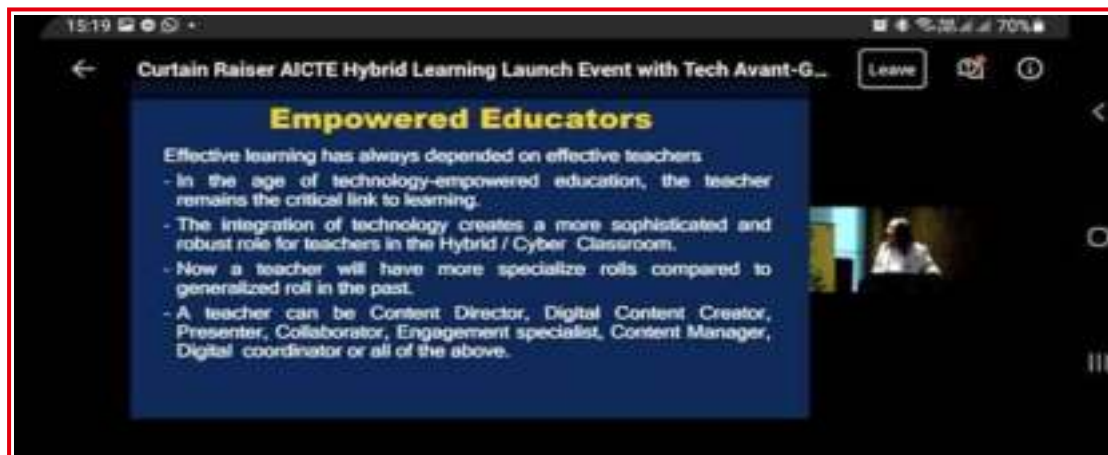 15:19
70%
Curtain Raiser AICTE Hybrid Learning Launch Event with Tech Avant-G...
Leave
Empowered Educators
Effective learning has always depended on effective teachers
- In the age of technology-empowered education, the teacher
remains the critical link to learning.
- The integration of technology creates a more sophisticated and
robust role for teachers in the Hybrid / Cyber Classroom.
- Now a teacher will have more specialize rolls compared to
generalized roll in the past.
- A teacher can be Content Director, Digital Content Creator,
Presenter, Collaborator, Engagement specialist, Content Manager,
Digital coordinator or all of the above.